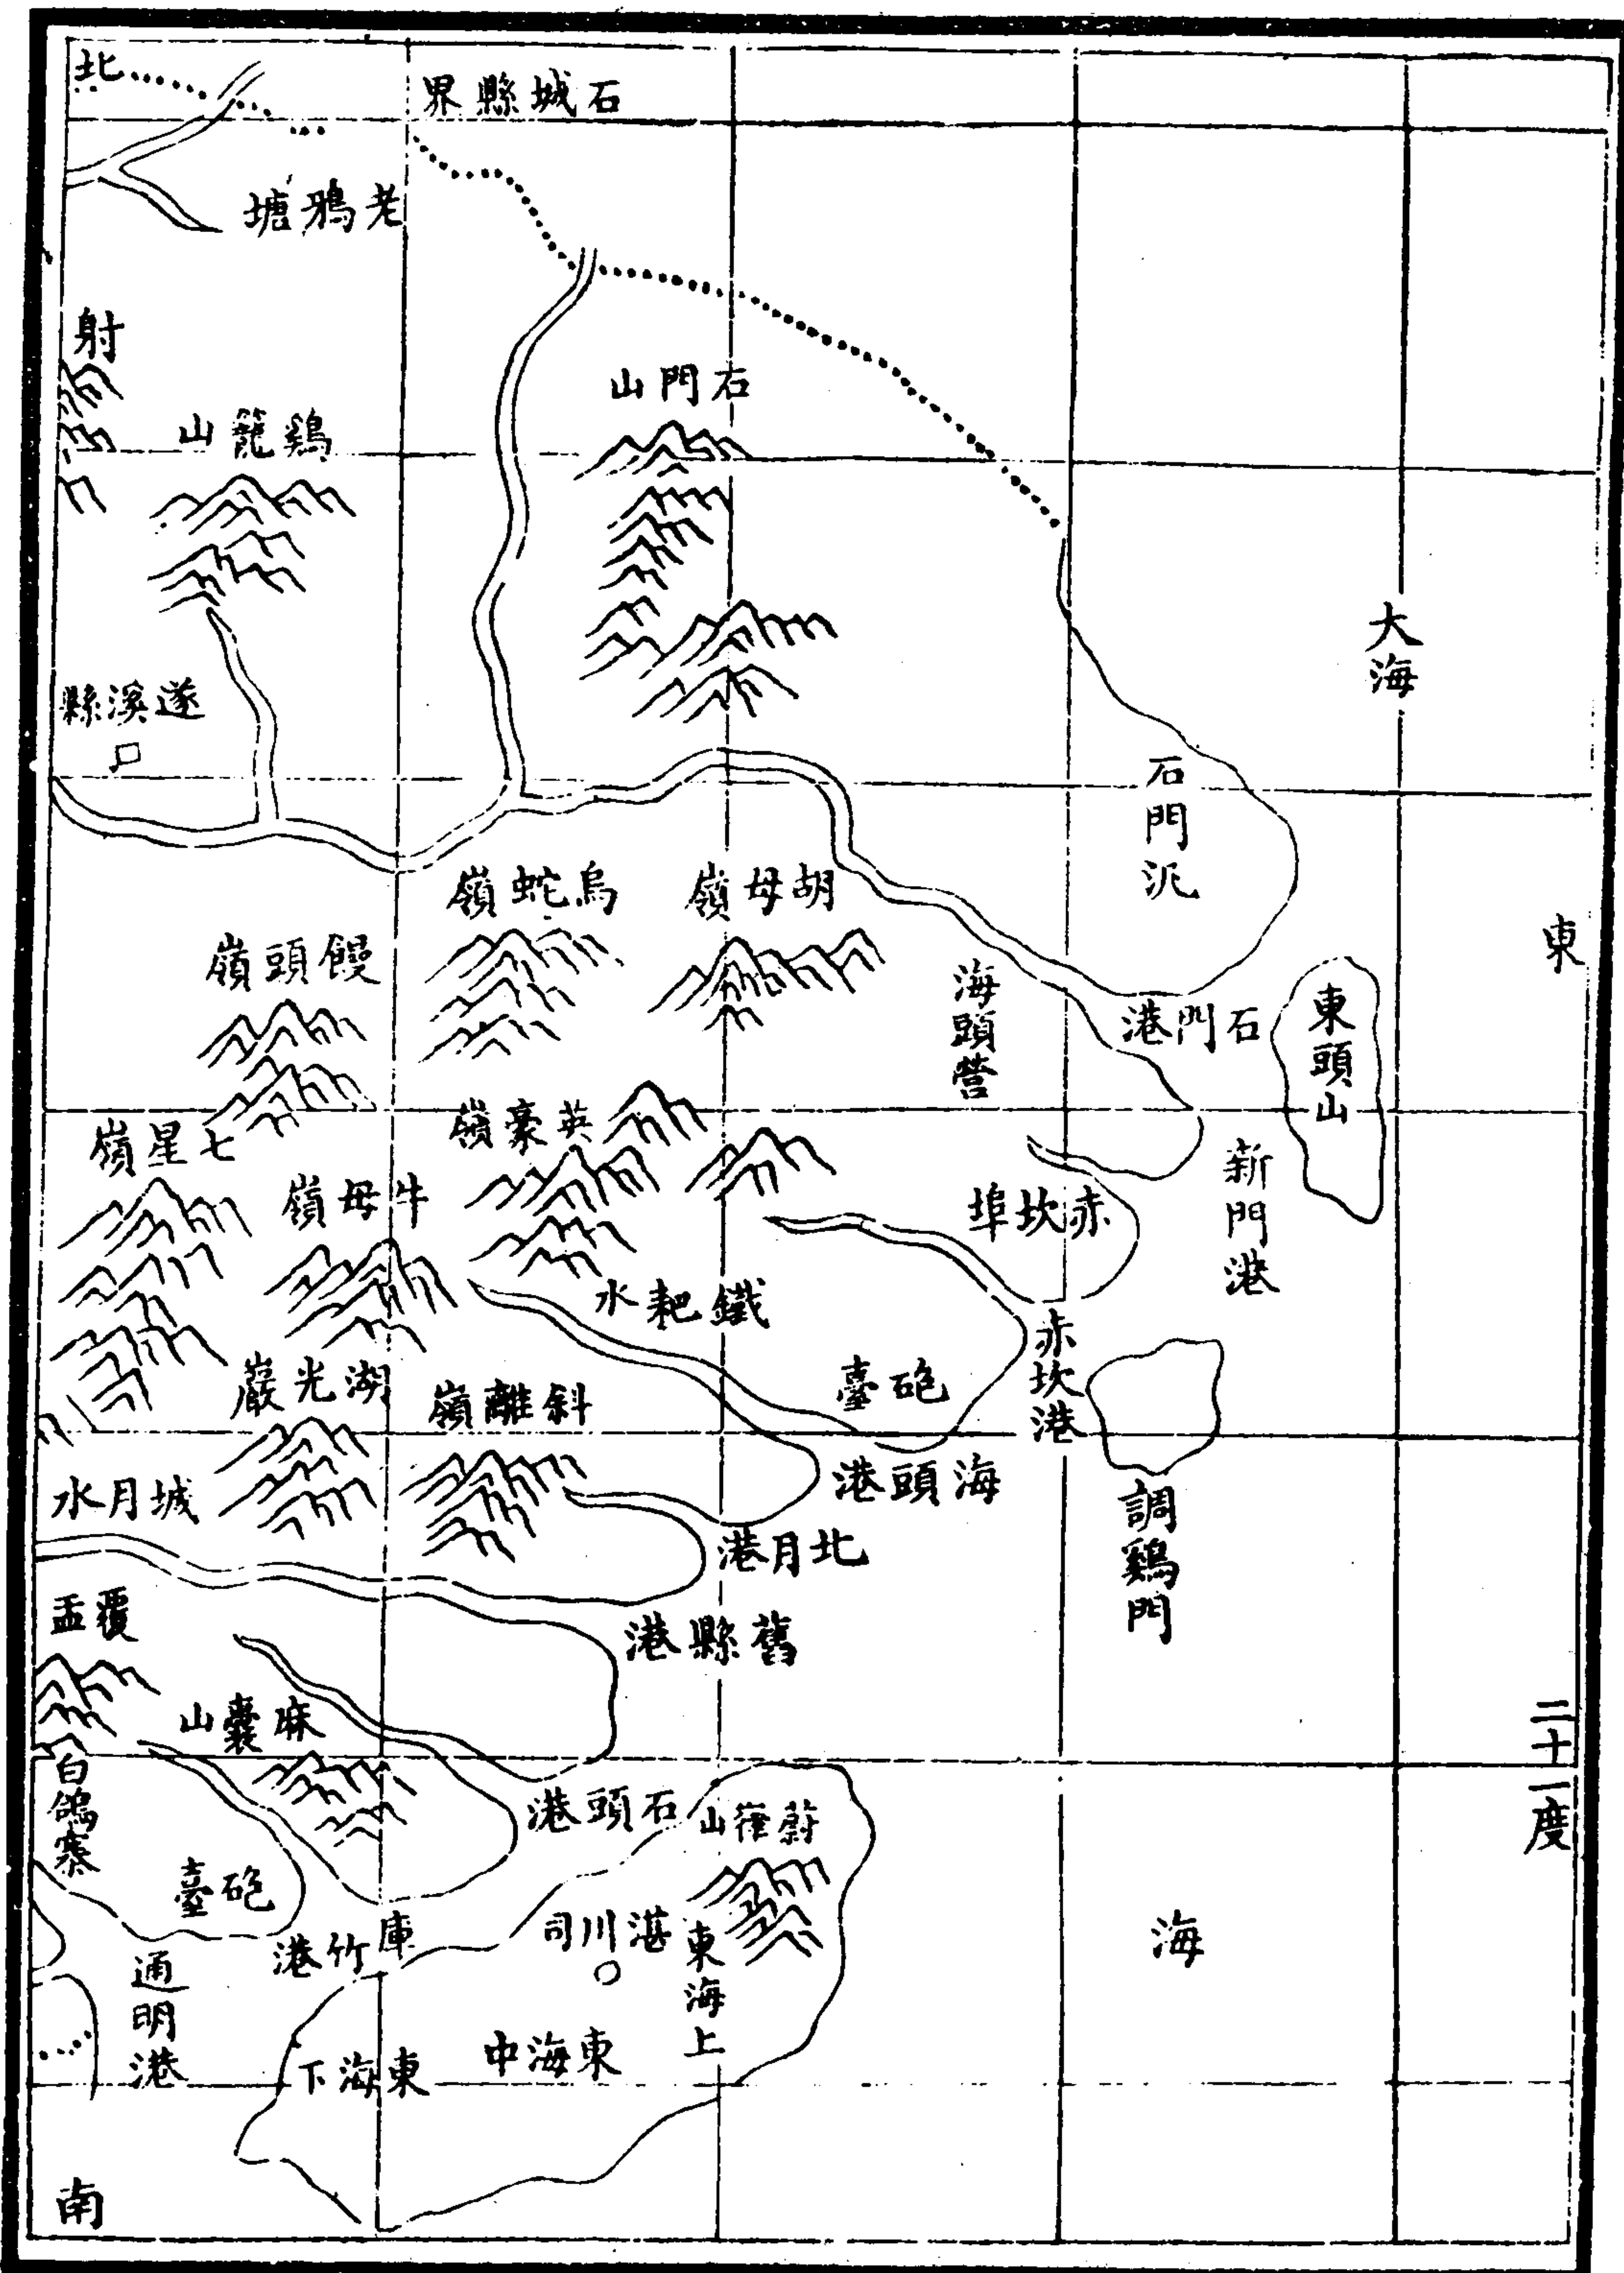 北
石城縣界
老鴉塘
射
鷄籠山
石門山
遂溪縣
大海
石門汛
東
烏蛇嶺
胡母嶺
饅頭嶺
海頭營
石門港
東頭山
七星嶺
牛母嶺
英豪嶺
赤坎埠
新門港
鐵耙水
湖光巖
斜離嶺
砲臺
赤坎港
城月水
海頭港
調鷄門
北月港
覆盂
舊縣港
麻囊山
二十一度
白鴿寨
石頭港
蔚嵂山
砲臺
庫竹港
湛川司
東海上
海
通明港
東海下
東海中
南